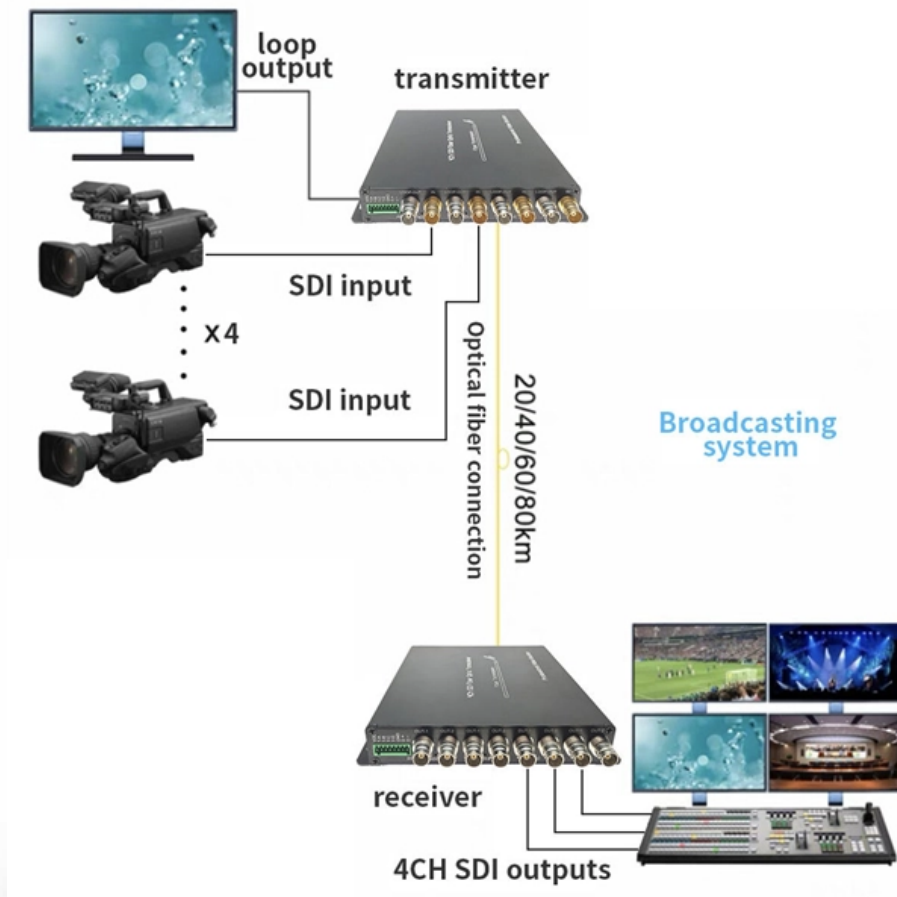 loop
output
transmitter
SDI input
x4
SDI input
Optical fiber connection
20/40/60/80km
Broadcasting
system
receiver
4CH SDI outputs